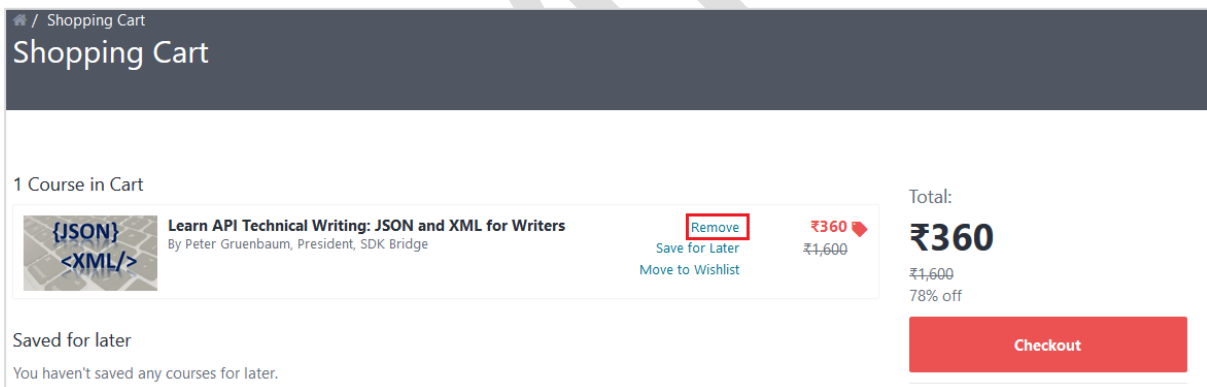 / Shopping Cart
Shopping Cart
1 Course in Cart
{JSON}
<XML/>
Learn API Technical Writing: JSON and XML for Writers
By Peter Gruenbaum, President, SDK Bridge
Remove
Save for Later
Move to Wishlist
₹360
₹1,600
Total:
₹360
₹1,600
78% off
Checkout
Saved for later
You haven't saved any courses for later.